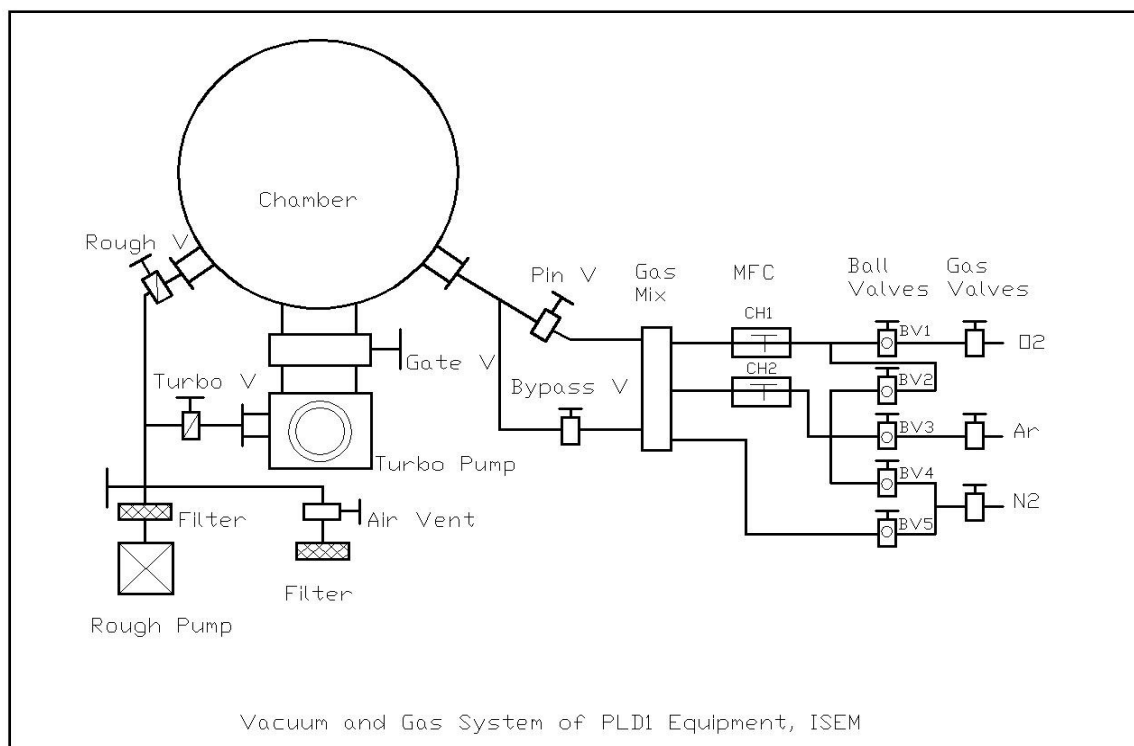 Chamber
Rough V
Pin V
Gas
Mix
MFC
Ball
Valves
Gas
Valves
CH1
BV1
O2
Gate V
CH2
BV2
Turbo V
Bypass V
BV3
Ar
Turbo Pump
BV4
N2
Filter
Air Vent
BV5
Filter
Rough Pump
Vacuum and Gas System of PLD1 Equipment, ISEM